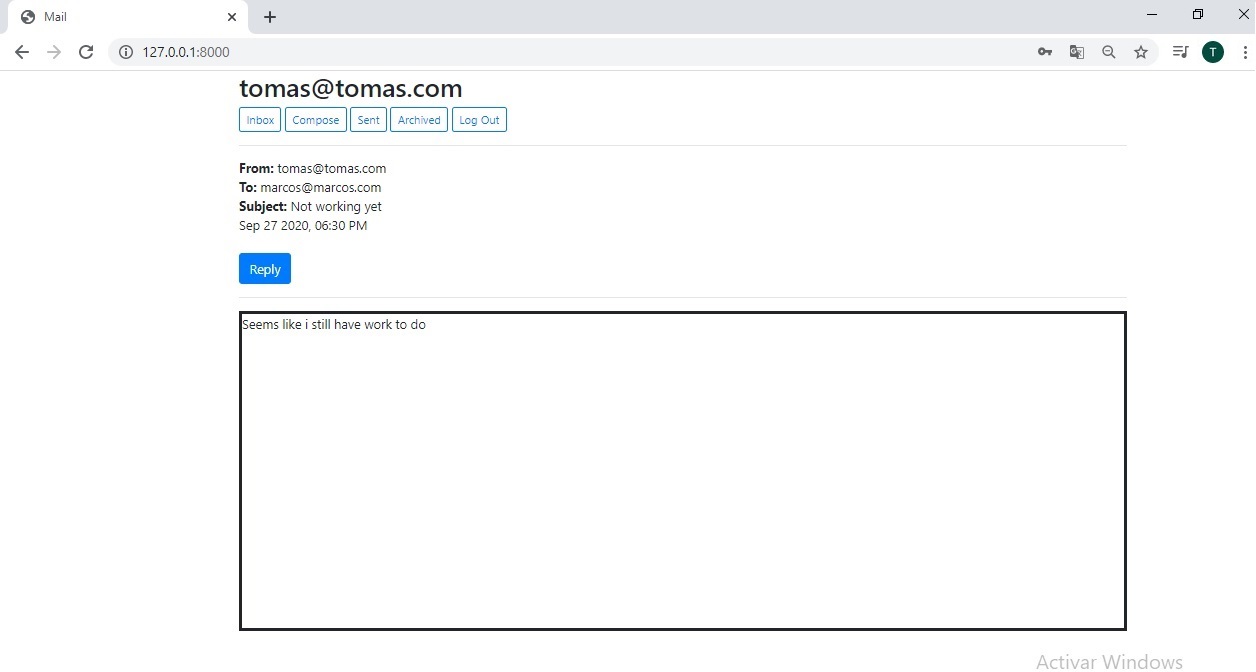 Mail
127.0.0.1:8000
T
tomas@tomas.com
Inbox Compose Sent Archived Log Out
From: tomas@tomas.com
To: marcos@marcos.com
Subject: Not working yet
Sep 27 2020, 06:30 PM
Reply
Seems like i still have work to do
Activar Windows